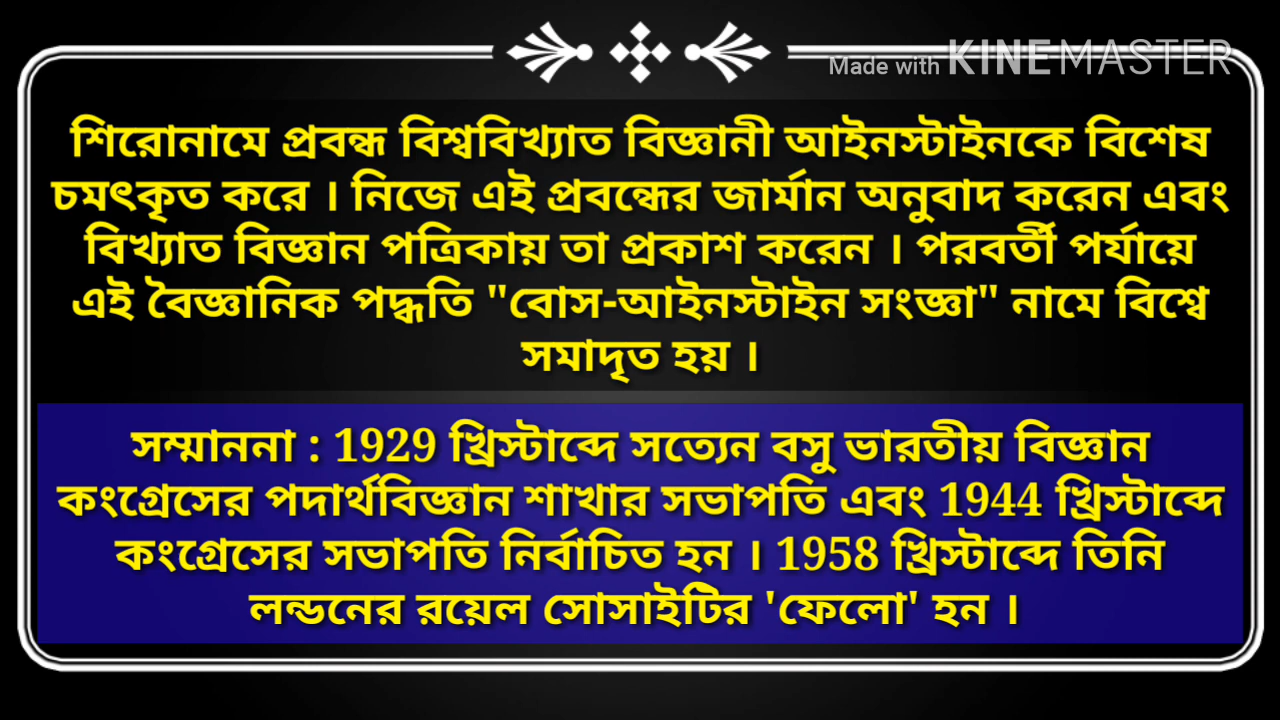 Made with KINEMASTER
শিরোনামে প্রবন্ধ বিশ্ববিখ্যাত বিজ্ঞানী আইনস্টাইনকে বিশেষ
চমৎকৃত করে । নিজে এই প্রবন্ধের জার্মান অনুবাদ করেন এবং
বিখ্যাত বিজ্ঞান পত্রিকায় তা প্রকাশ করেন । পরবর্তী পর্যায়ে
এই বৈজ্ঞানিক পদ্ধতি "বোস-আইনস্টাইন সংজ্ঞা" নামে বিশ্বে
সমাদৃত হয় ।
সম্মাননা : 1929 খ্রিস্টাব্দে সত্যেন বসু ভারতীয় বিজ্ঞান
কংগ্রেসের পদার্থবিজ্ঞান শাখার সভাপতি এবং 1944 খ্রিস্টাব্দে
কংগ্রেসের সভাপতি নির্বাচিত হন । 1958 খ্রিস্টাব্দে তিনি
লন্ডনের রয়েল সোসাইটির 'ফেলো' হন ।